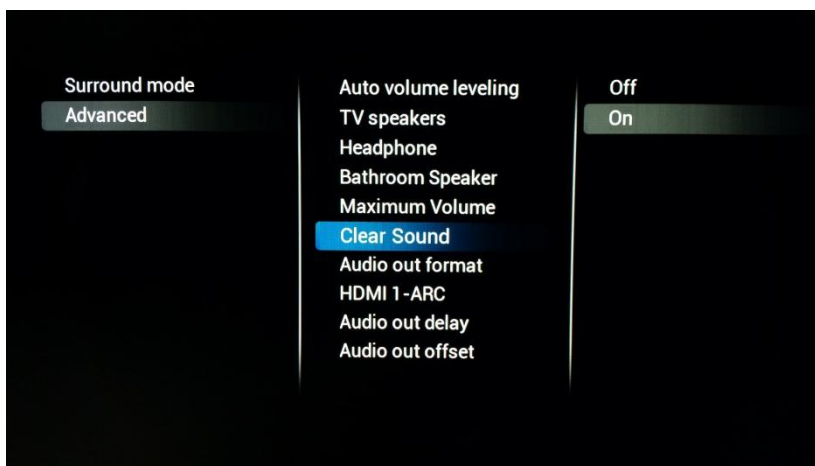 Surround mode
Advanced
Auto volume leveling
TV speakers
Headphone
Bathroom Speaker
Maximum Volume
Clear Sound
Audio out format
HDMI 1-ARC
Audio out delay
Audio out offset
Off
On